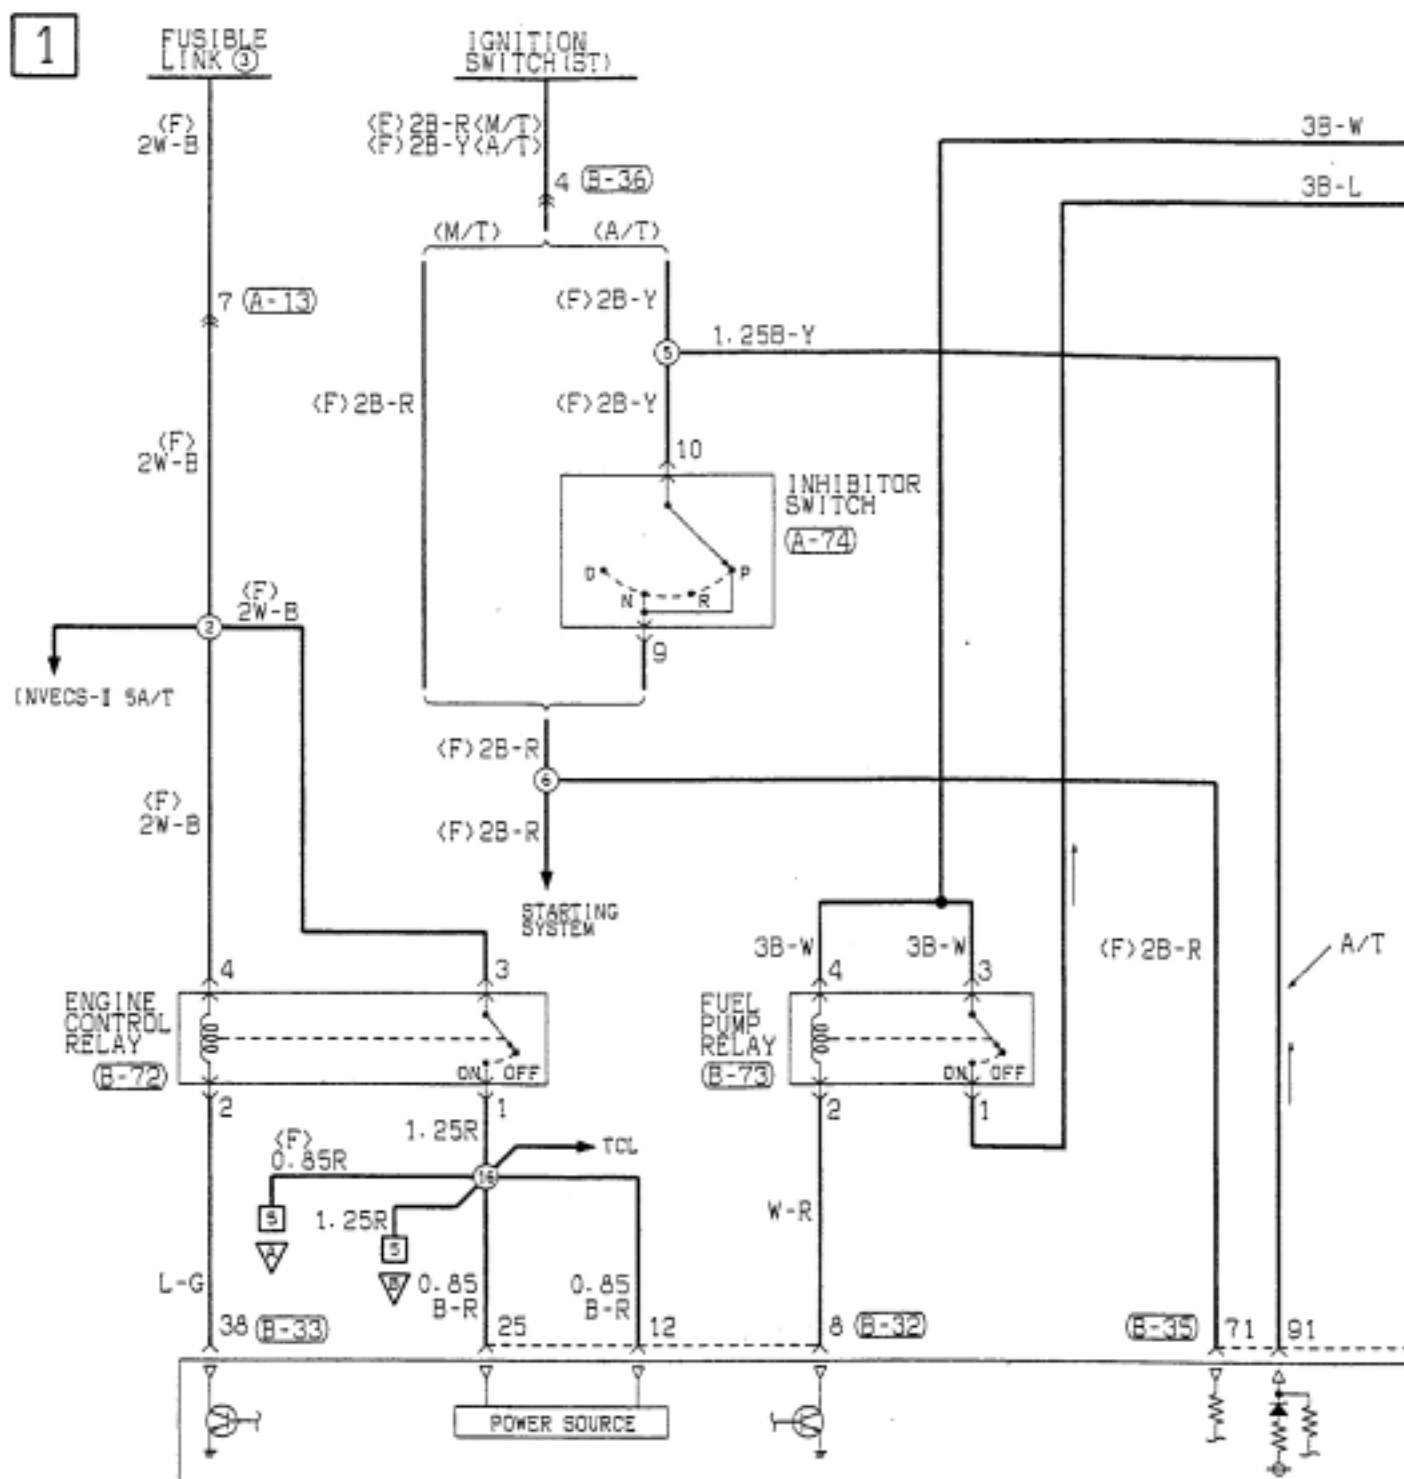 1
FUSIBLE
LINK ③
IGNITION
SWITCH(ST)
(F)
2W-B
(F)2B-R(M/T)
(F)2B-Y(A/T)
3B-W
3B-L
4 B-36
(M/T)
(A/T)
7 A-13
(F)2B-Y
1.25B-Y
5
(F)2B-R
(F)2B-Y
(F)
2W-B
10
INHIBITOR
SWITCH
A-74
D
P
N
R
(F)
2W-B
2
9
INVECS-II 5A/T
(F)2B-R
6
(F)
2W-B
(F)2B-R
STARTING
SYSTEM
3B-W
3B-W
(F)2B-R
A/T
4
3
4
3
ENGINE
CONTROL
RELAY
B-72
ON OFF
FUEL
PUMP
RELAY
B-73
ON OFF
2
1
2
1
1.25R
(F)
0.85R
TCL
16
5
A
1.25R
5
B
W-R
L-G
0.85
B-R
0.85
B-R
38 B-33
25
12
8 B-32
B-35 71
91
POWER SOURCE